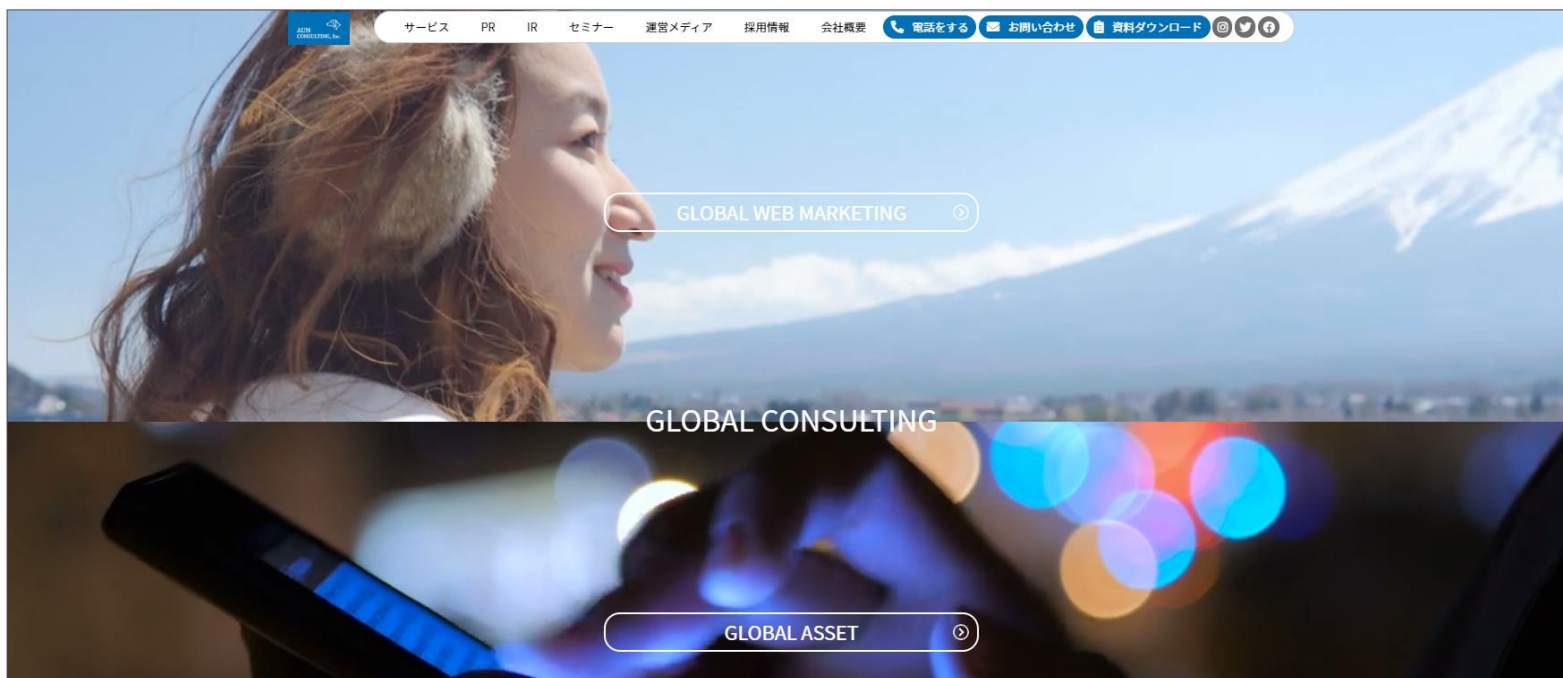 AUN
CONSULTING, Inc.
サービス PR IR セミナー 運営メディア 採用情報 会社概要 電話をする お問い合わせ 資料ダウンロード
GLOBAL WEB MARKETING
GLOBAL CONSULTING
GLOBAL ASSET